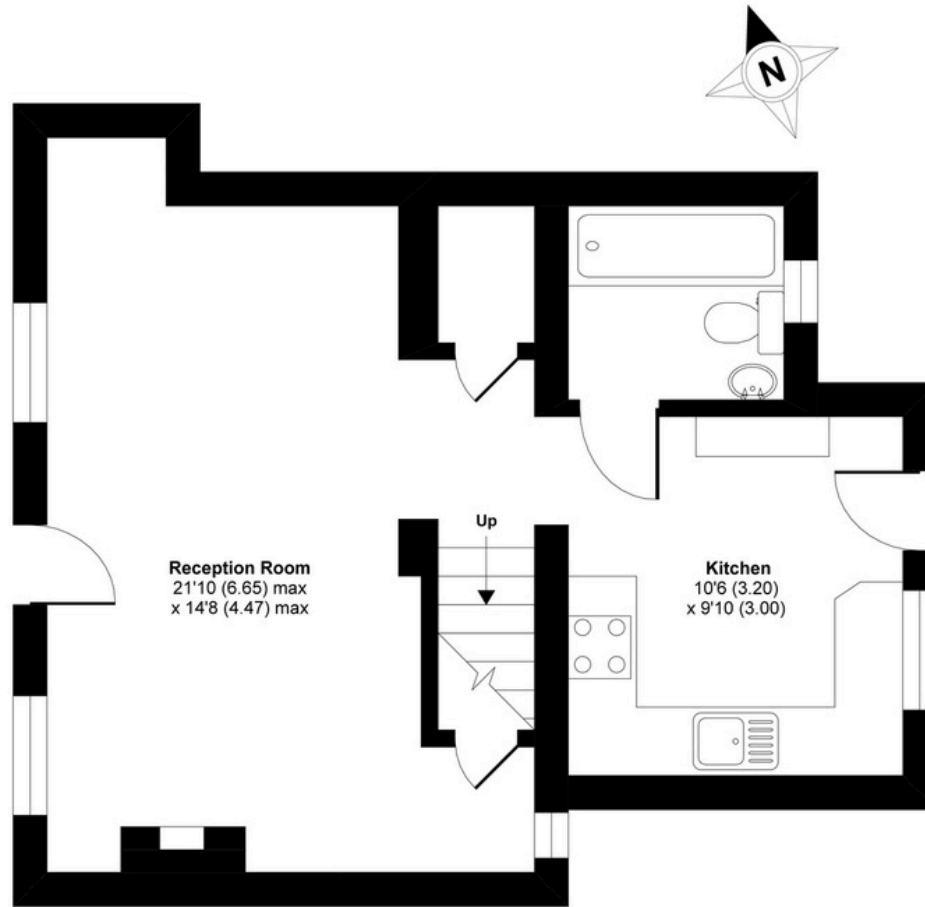 N
Up
Reception Room
21'10 (6.65) max
x 14'8 (4.47) max
Kitchen
10'6 (3.20)
x 9'10 (3.00)